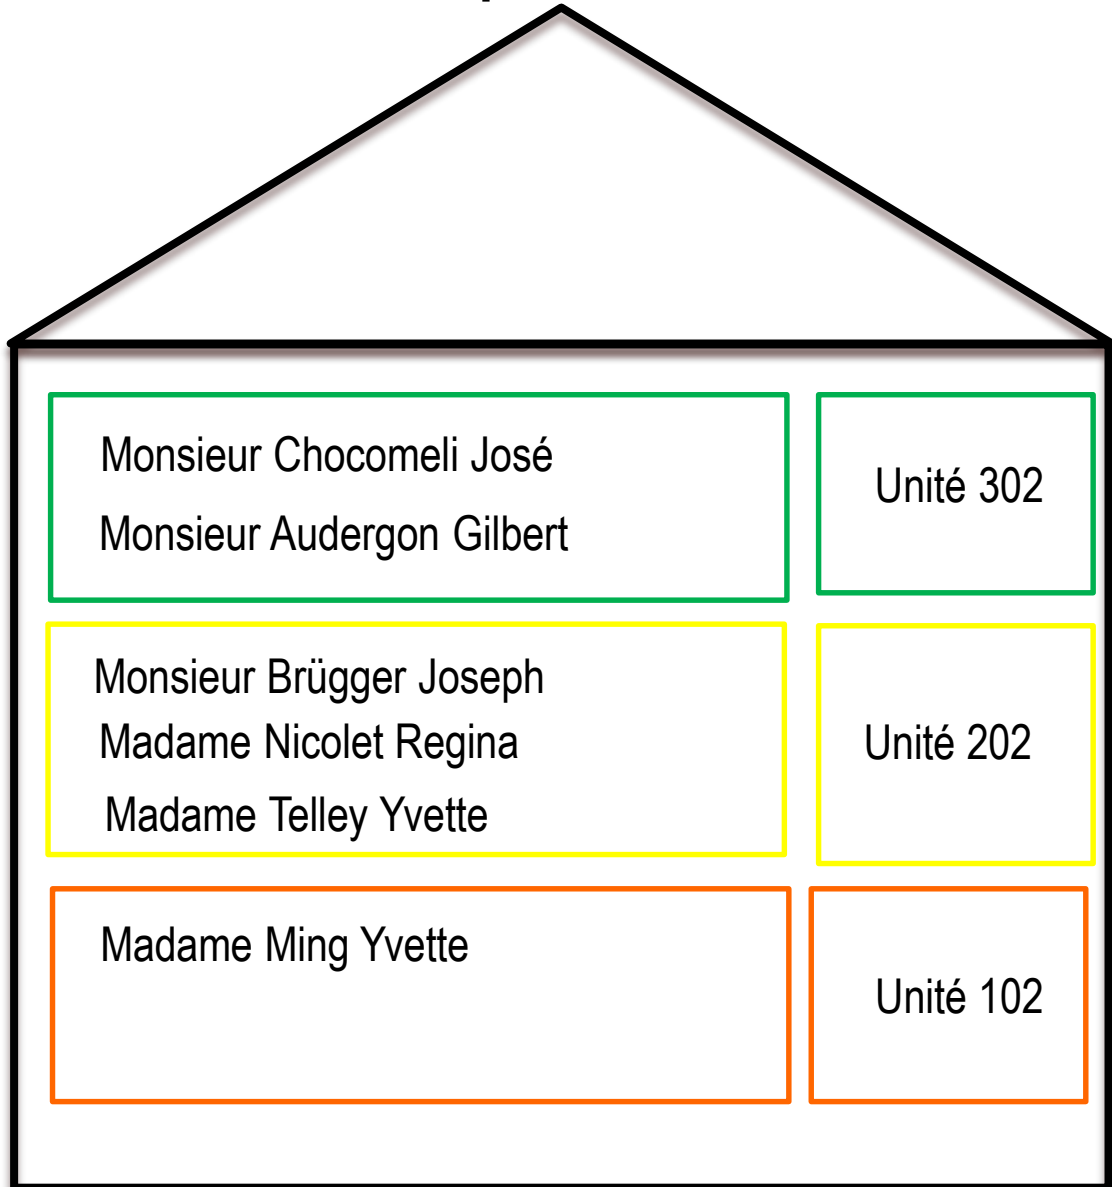 Monsieur Chocomeli José
Monsieur Audergon Gilbert
Unité 302
Monsieur Brügger Joseph
Madame Nicolet Regina
Madame Telley Yvette
Unité 202
Madame Ming Yvette
Unité 102